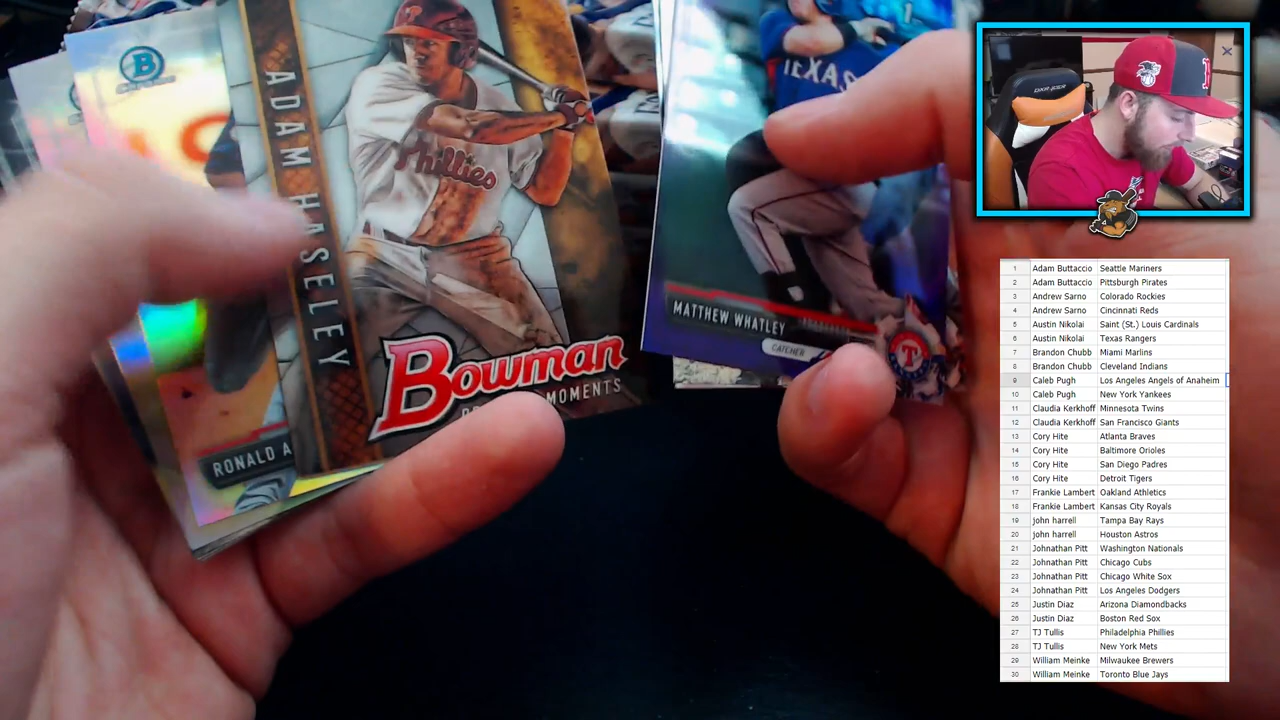 B
ADAM HASELEY
Phillies
Bowman
MOMENTS
RONALD A
TEXAS
MATTHEW WHATLEY
CATCHER
T
1 Adam Buttaccio Seattle Mariners
2 Adam Buttaccio Pittsburgh Pirates
3 Andrew Sarno Colorado Rockies
4 Andrew Sarno Cincinnati Reds
5 Austin Nikolai Saint (St.) Louis Cardinals
6 Austin Nikolai Texas Rangers
7 Brandon Chubb Miami Marlins
8 Brandon Chubb Cleveland Indians
9 Caleb Pugh Los Angeles Angels of Anaheim
10 Caleb Pugh New York Yankees
11 Claudia Kerkhoff Minnesota Twins
12 Claudia Kerkhoff San Francisco Giants
13 Cory Hite Atlanta Braves
14 Cory Hite Baltimore Orioles
15 Cory Hite San Diego Padres
16 Cory Hite Detroit Tigers
17 Frankie Lambert Oakland Athletics
18 Frankie Lambert Kansas City Royals
19 john harrell Tampa Bay Rays
20 john harrell Houston Astros
21 Johnathan Pitt Washington Nationals
22 Johnathan Pitt Chicago Cubs
23 Johnathan Pitt Chicago White Sox
24 Johnathan Pitt Los Angeles Dodgers
25 Justin Diaz Arizona Diamondbacks
26 Justin Diaz Boston Red Sox
27 TJ Tullis Philadelphia Phillies
28 TJ Tullis New York Mets
29 William Meinke Milwaukee Brewers
30 William Meinke Toronto Blue Jays